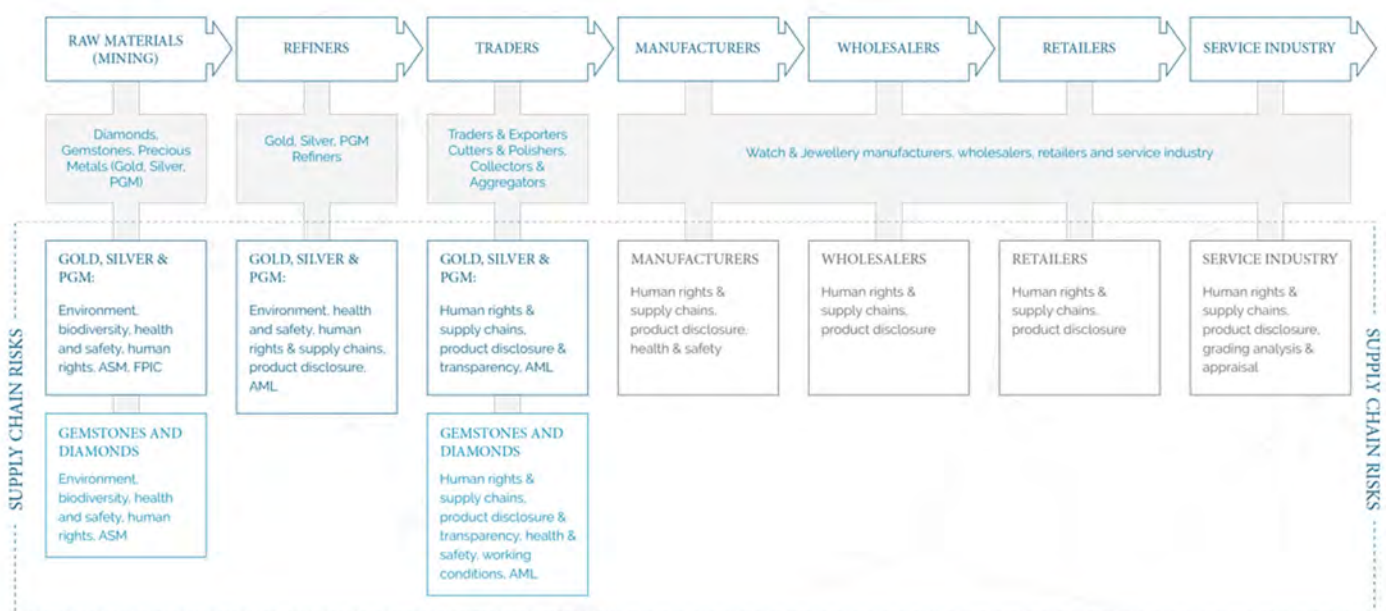 RAW MATERIALS
(MINING)
REFINERS
TRADERS
MANUFACTURERS
WHOLESALERS
RETAILERS
SERVICE INDUSTRY
Diamonds,
Gemstones, Precious
Metals (Gold, Silver,
PGM)
Gold, Silver, PGM
Refiners
Traders & Exporters
Cutters & Polishers,
Collectors &
Aggregators
Watch & Jewellery manufacturers, wholesalers, retailers and service industry
SUPPLY CHAIN RISKS
GOLD, SILVER &
PGM:
Environment,
biodiversity, health
and safety, human
rights, ASM, FPIC
GOLD, SILVER &
PGM:
Environment, health
and safety, human
rights & supply chains,
product disclosure,
AML
GOLD, SILVER &
PGM:
Human rights &
supply chains,
product disclosure &
transparency, AML
MANUFACTURERS
Human rights &
supply chains,
product disclosure,
health & safety
WHOLESALERS
Human rights &
supply chains,
product disclosure
RETAILERS
Human rights &
supply chains,
product disclosure
SERVICE INDUSTRY
Human rights &
supply chains,
product disclosure,
grading analysis &
appraisal
GEMSTONES AND
DIAMONDS
Environment,
biodiversity, health
and safety, human
rights, ASM
GEMSTONES AND
DIAMONDS
Human rights &
supply chains,
product disclosure &
transparency, health &
safety, working
conditions, AML
SUPPLY CHAIN RISKS